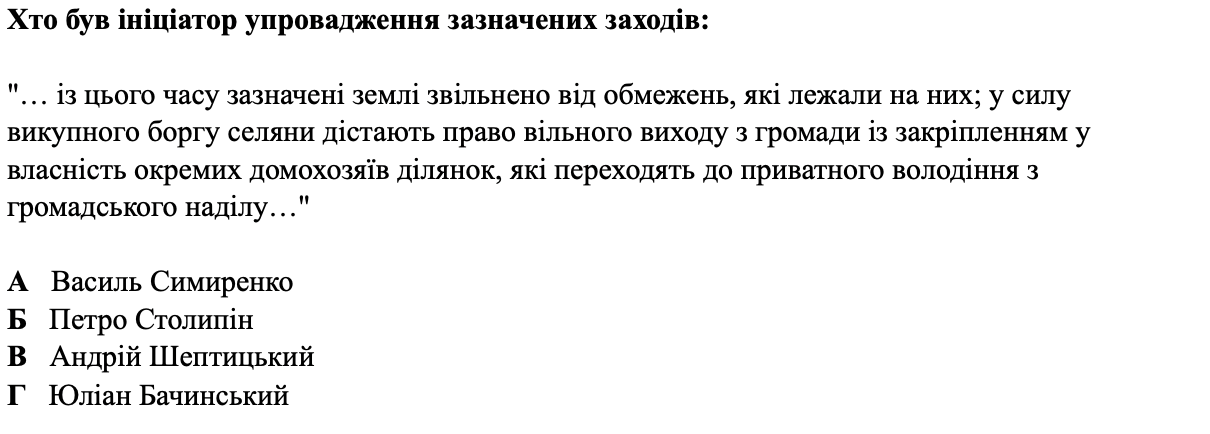 Хто був ініціатор упровадження зазначених заходів:
"… із цього часу зазначені землі звільнено від обмежень, які лежали на них; у силу
викупного боргу селяни дістають право вільного виходу з громади із закріпленням у
власність окремих домохозяїв ділянок, які переходять до приватного володіння з
громадського наділу…"
А Василь Симиренко
Б Петро Столипін
В Андрій Шептицький
Г Юліан Бачинський